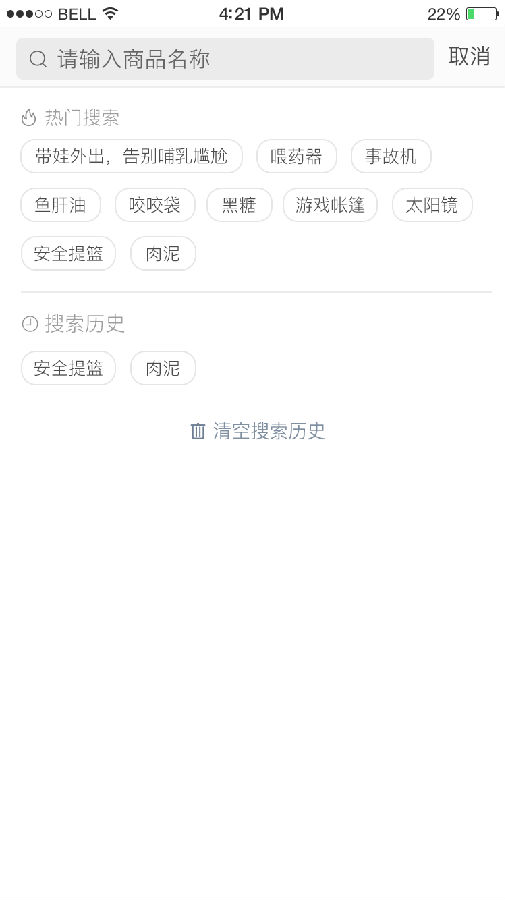 BELL 4:21 PM 22%
请输入商品名称 取消
热门搜索
带娃外出，告别哺乳尴尬 喂药器 事故机
鱼肝油 咬咬袋 黑糖 游戏帐篷 太阳镜
安全提篮 肉泥
搜索历史
安全提篮 肉泥
清空搜索历史